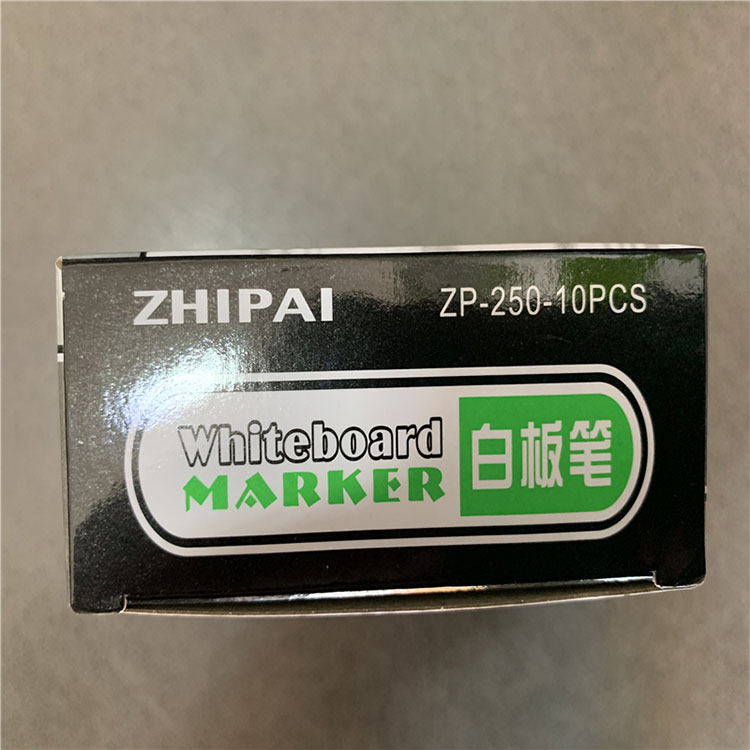 ZHIPAI ZP-250-10PCS
Whiteboard
MARKER
白板笔